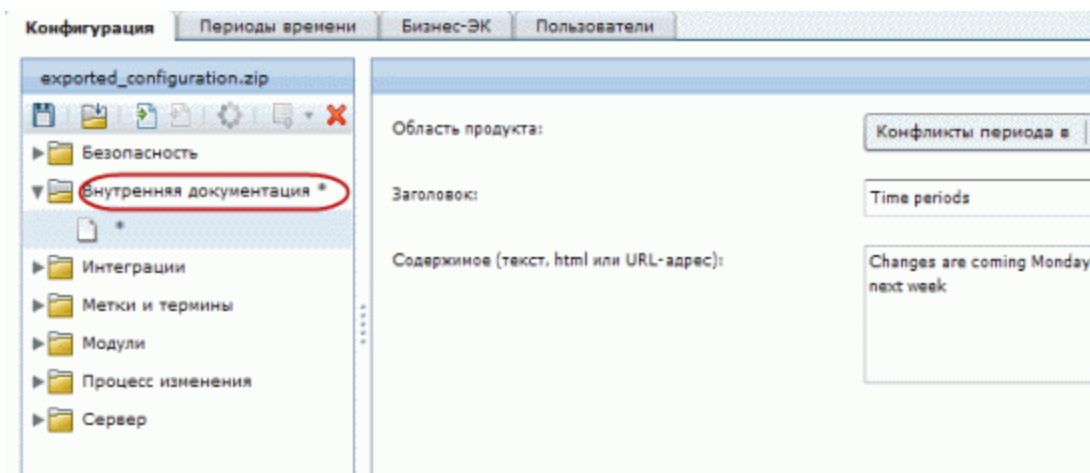 Конфигурация Периоды времени Бизнес-ЭК Пользователи
exported_configuration.zip
Безопасность
Внутренняя документация *
*
Интеграции
Метки и термины
Модули
Процесс изменения
Сервер
Область продукта: Конфликты периода в
Заголовок: Time periods
Содержимое (текст, html или URL-адрес): Changes are coming Monday
next week